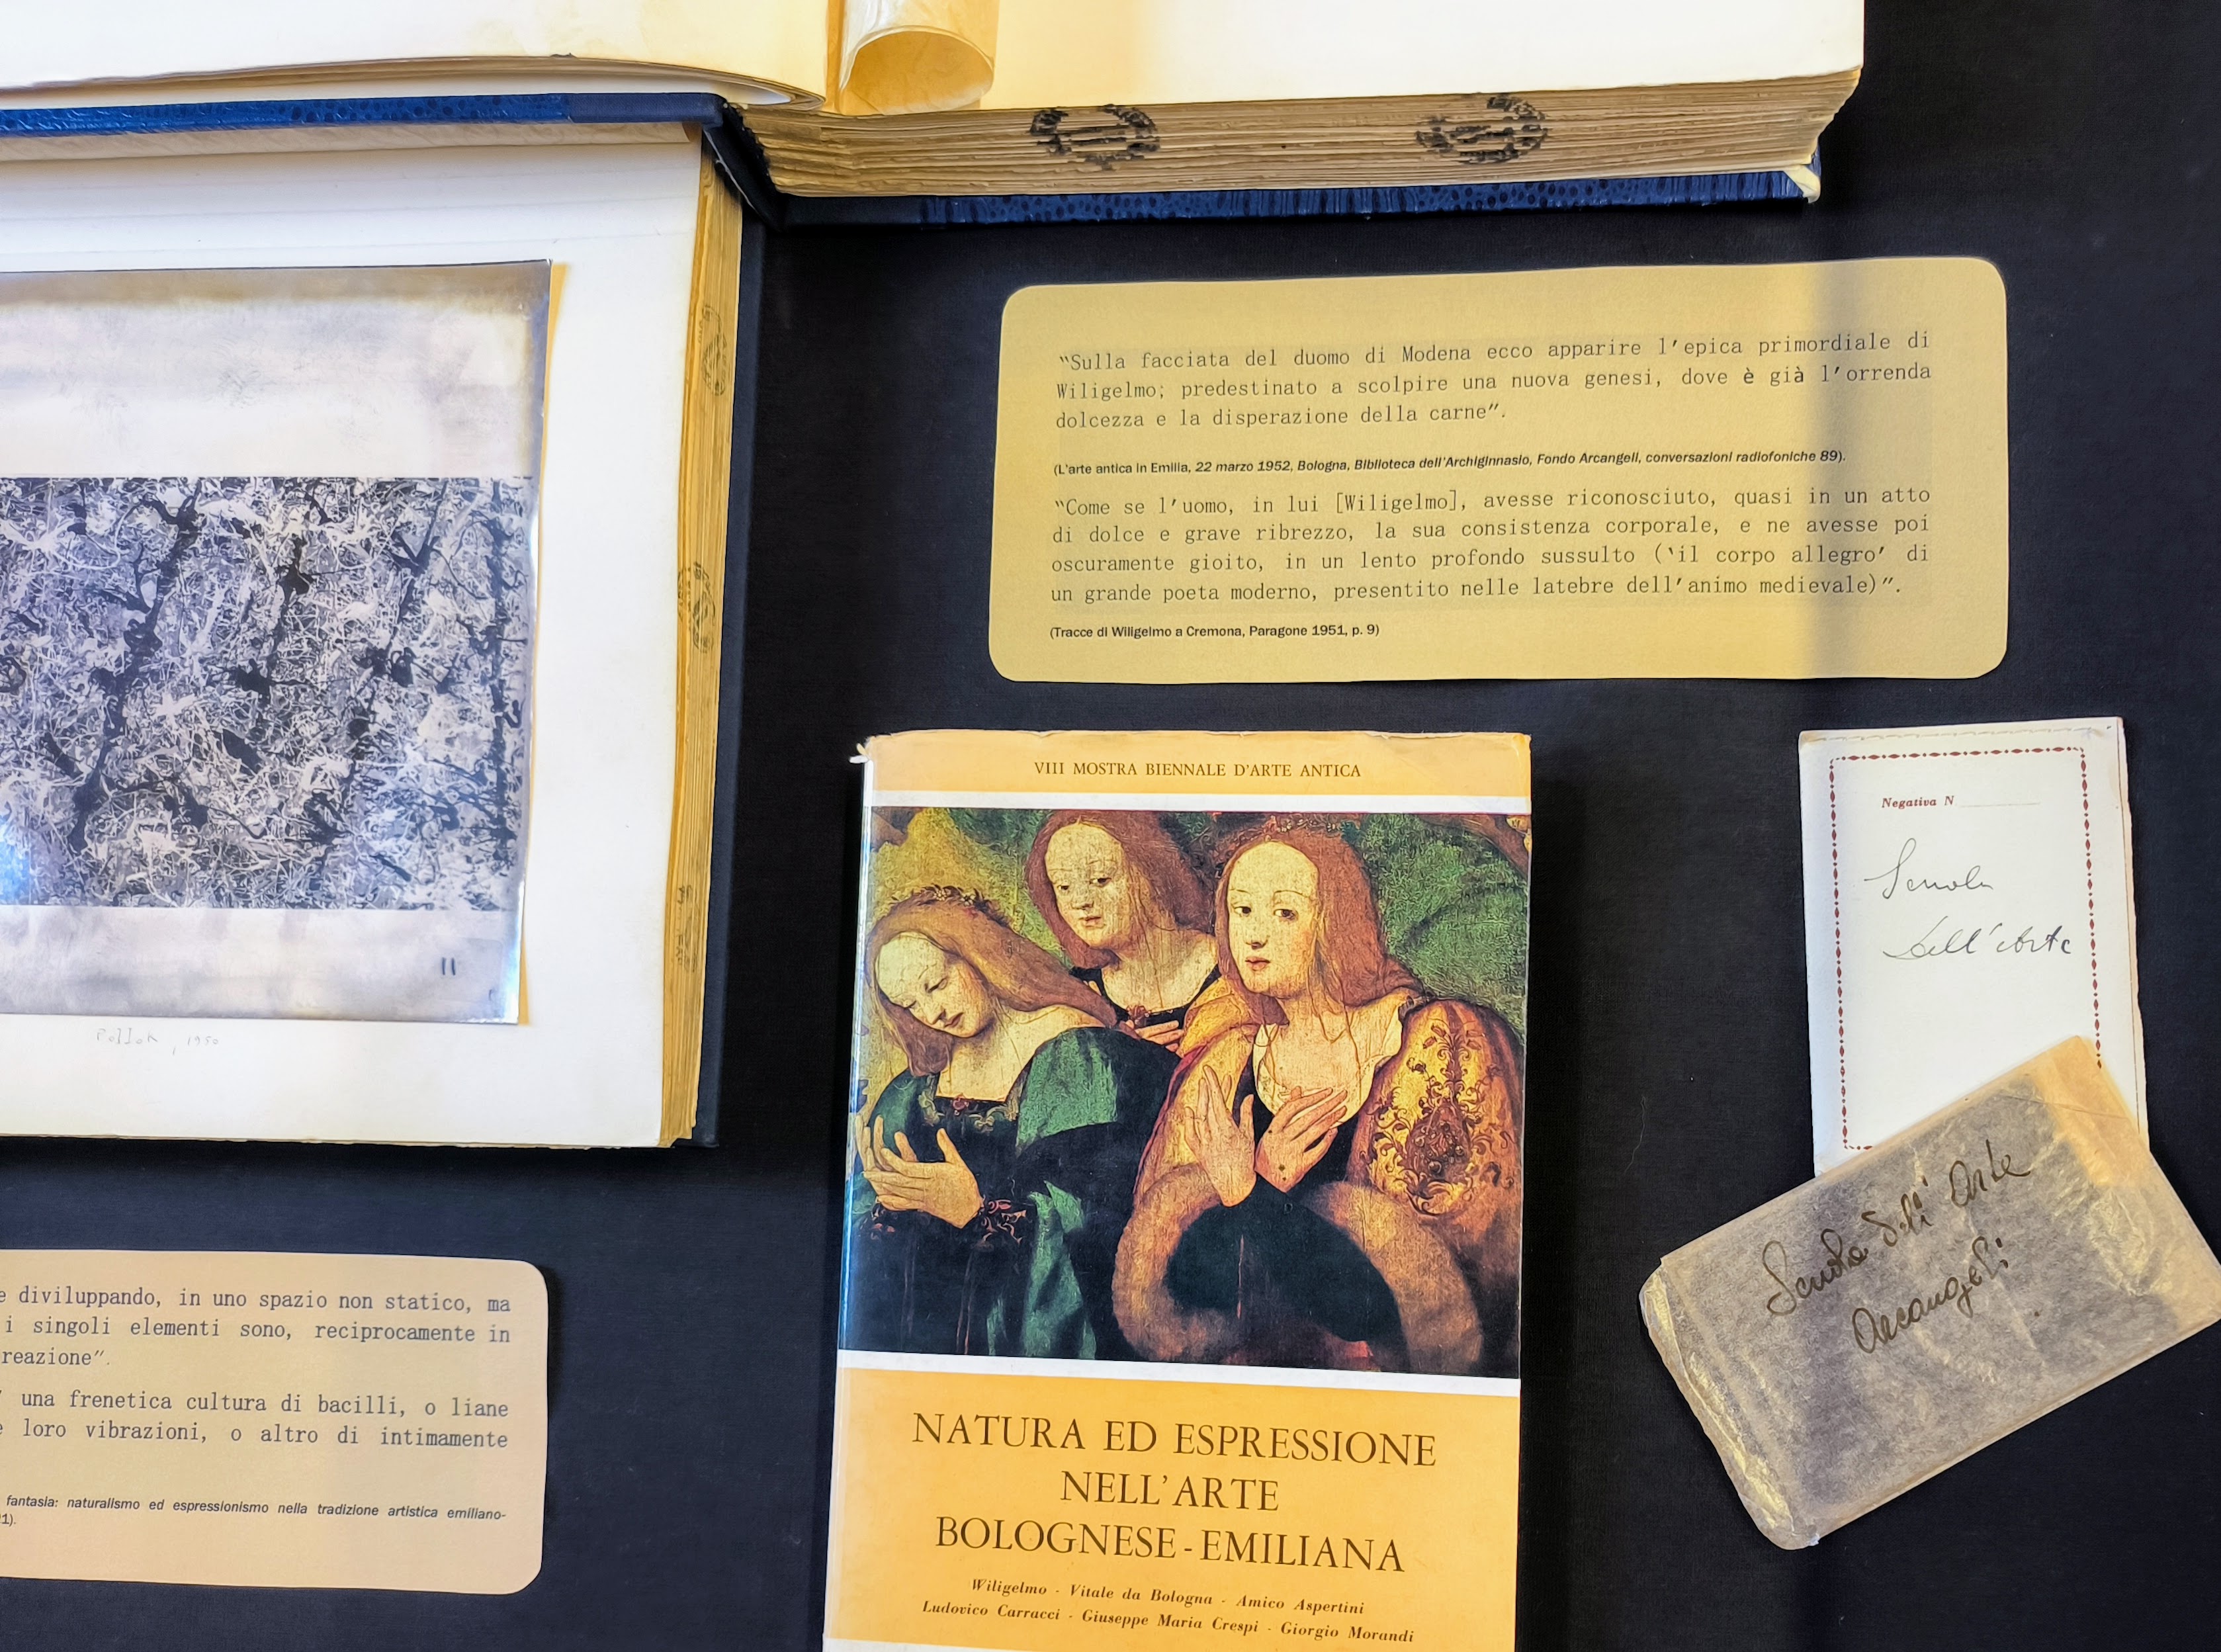 "Sulla facciata del duomo di Modena ecco apparire l'epica primordiale di
Wiligelmo; predestinato a scolpire una nuova genesi, dove è già l'orrenda
dolcezza e la disperazione della carne".
(L'arte antica in Emilia, 22 marzo 1952, Bologna, Biblioteca dell'Archiginnasio, Fondo Arcangeli, conversazioni radiofoniche 89).
"Come se l'uomo, in lui [Wiligelmo], avesse riconosciuto, quasi in un atto
di dolce e grave ribrezzo, la sua consistenza corporale, e ne avesse poi
oscuramente gioito, in un lento profondo sussulto ('il corpo allegro' di
un grande poeta moderno, presentito nelle latebre dell'animo medievale)".
(Tracce di Wiligelmo a Cremona, Paragone 1951, p. 9)
11
Pollok, 1950
VIII MOSTRA BIENNALE D'ARTE ANTICA
NATURA ED ESPRESSIONE
NELL'ARTE
BOLOGNESE-EMILIANA
Wiligelmo - Vitale da Bologna - Amico Aspertini
Ludovico Carracci - Giuseppe Maria Crespi - Giorgio Morandi
Negativa N
Scuola
dell'Arte
Scuola dell'Arte
Arcangeli
e diviluppando, in uno spazio non statico, ma
i singoli elementi sono, reciprocamente in
reazione".
una frenetica cultura di bacilli, o liane
e loro vibrazioni, o altro di intimamente
fantasia: naturalismo ed espressionismo nella tradizione artistica emiliano-
1).